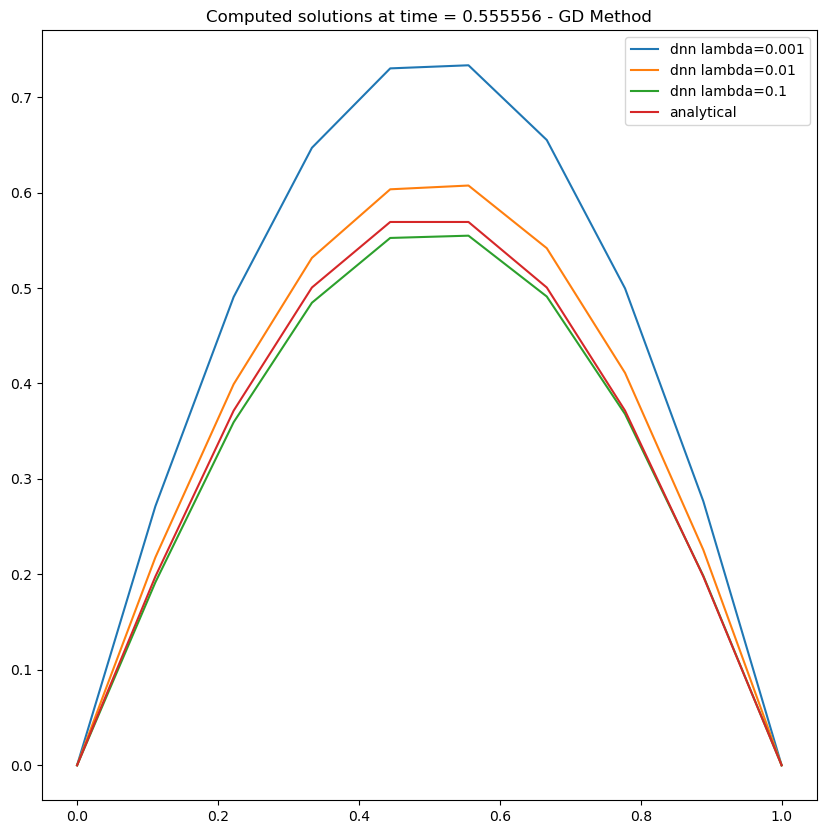 Computed solutions at time = 0.555556 - GD Method
dnn lambda=0.001
dnn lambda=0.01
dnn lambda=0.1
analytical
0.7
0.6
0.5
0.4
0.3
0.2
0.1
0.0
0.0 0.2 0.4 0.6 0.8 1.0